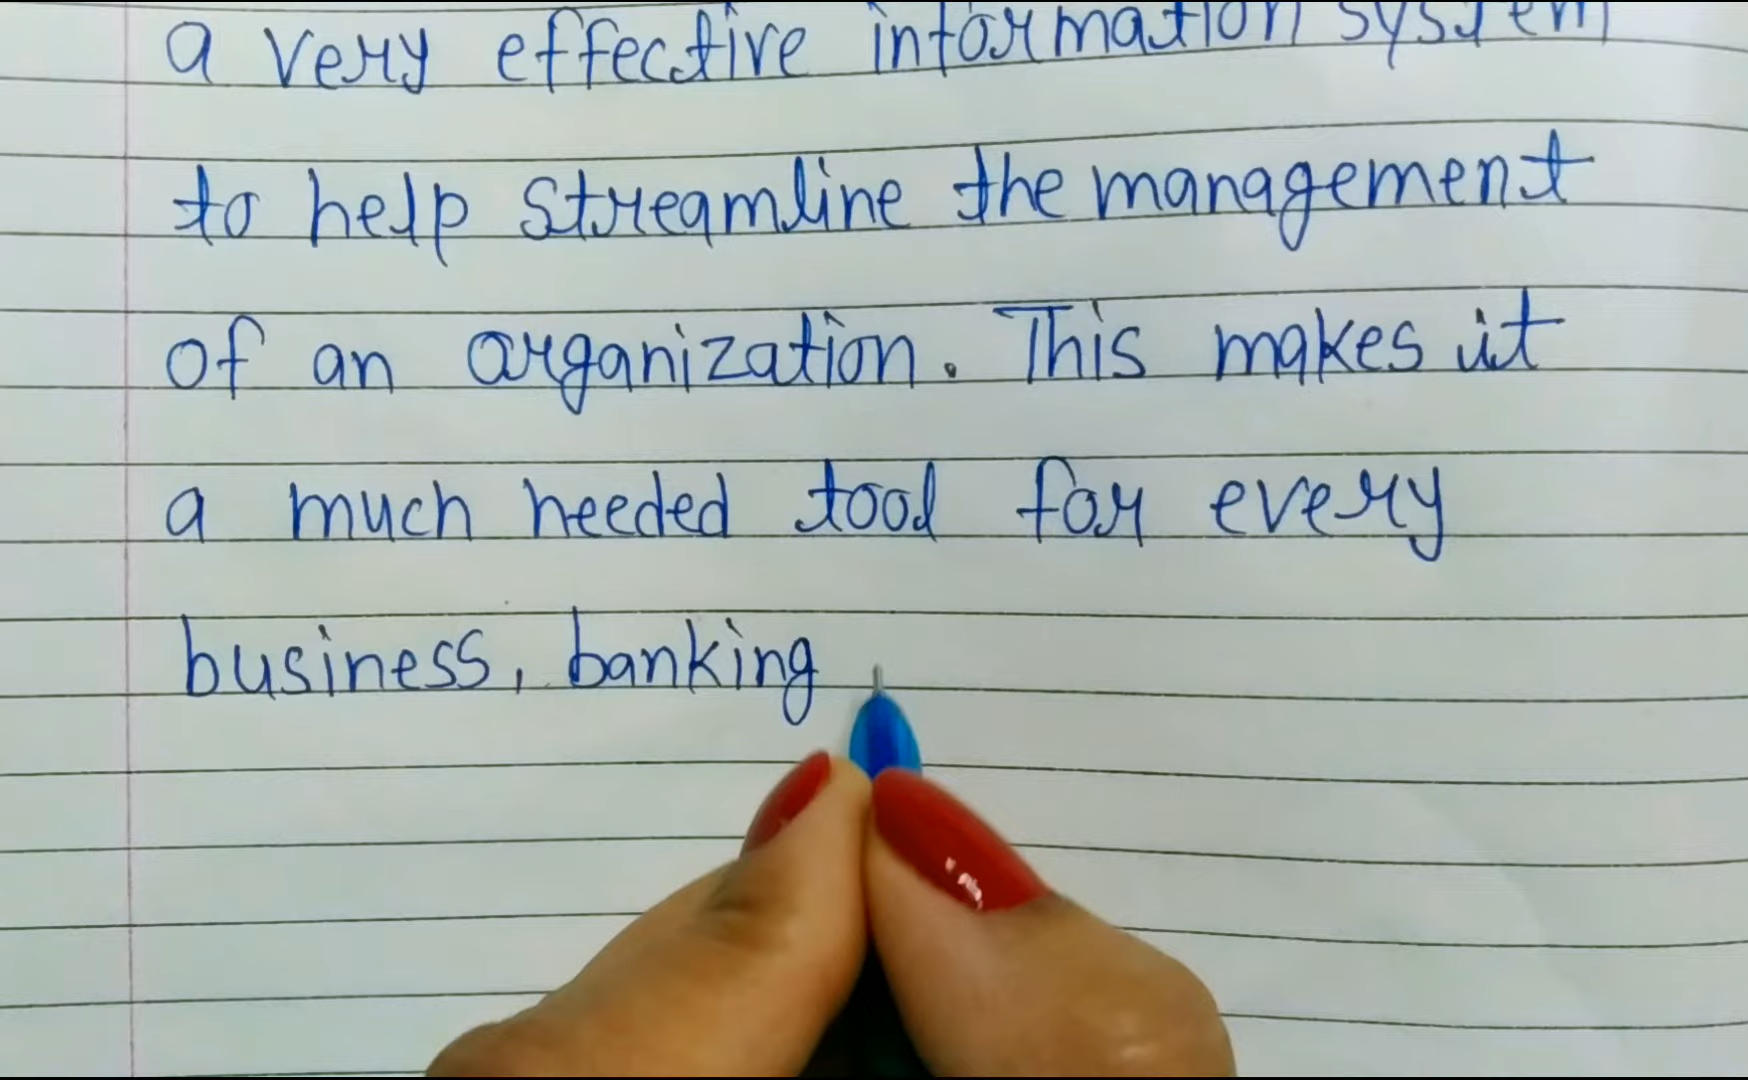 a very effective information system
to help streamline the management
of an organization. This makes it
a much needed tool for every
business, banking